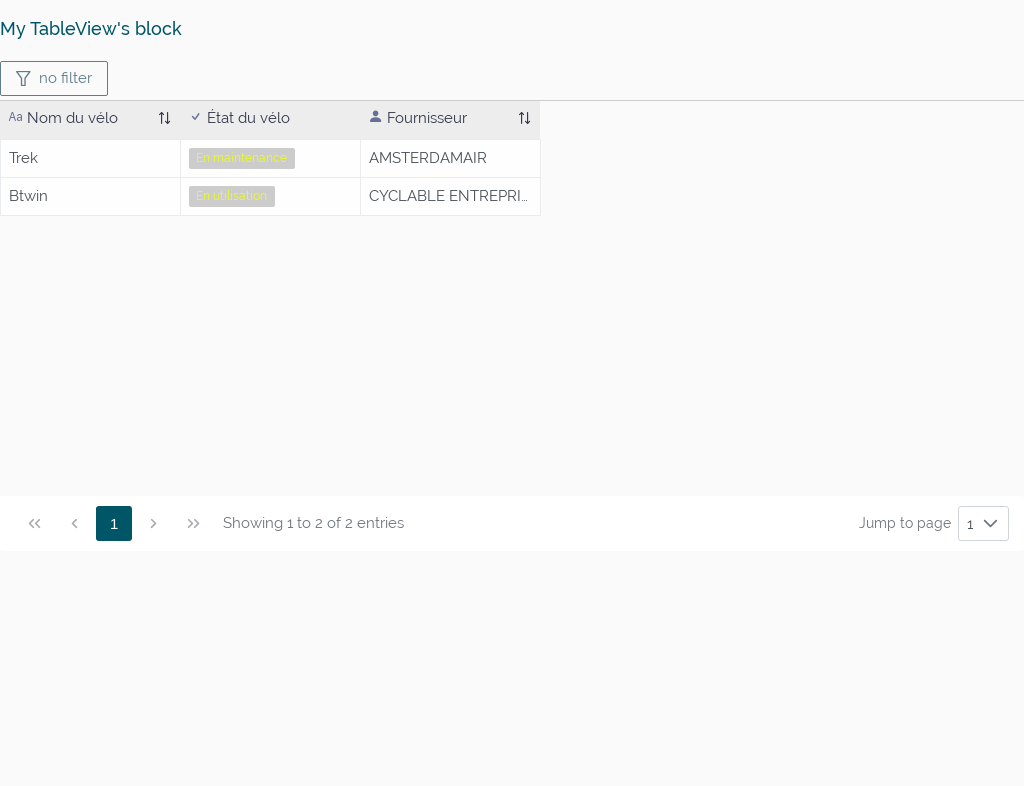 My TableView's block
no filter
Aa Nom du vélo État du vélo Fournisseur
Trek En maintenance AMSTERDAMAIR
Btwin En utilisation CYCLABLE ENTREPRI...
1 Showing 1 to 2 of 2 entries Jump to page 1